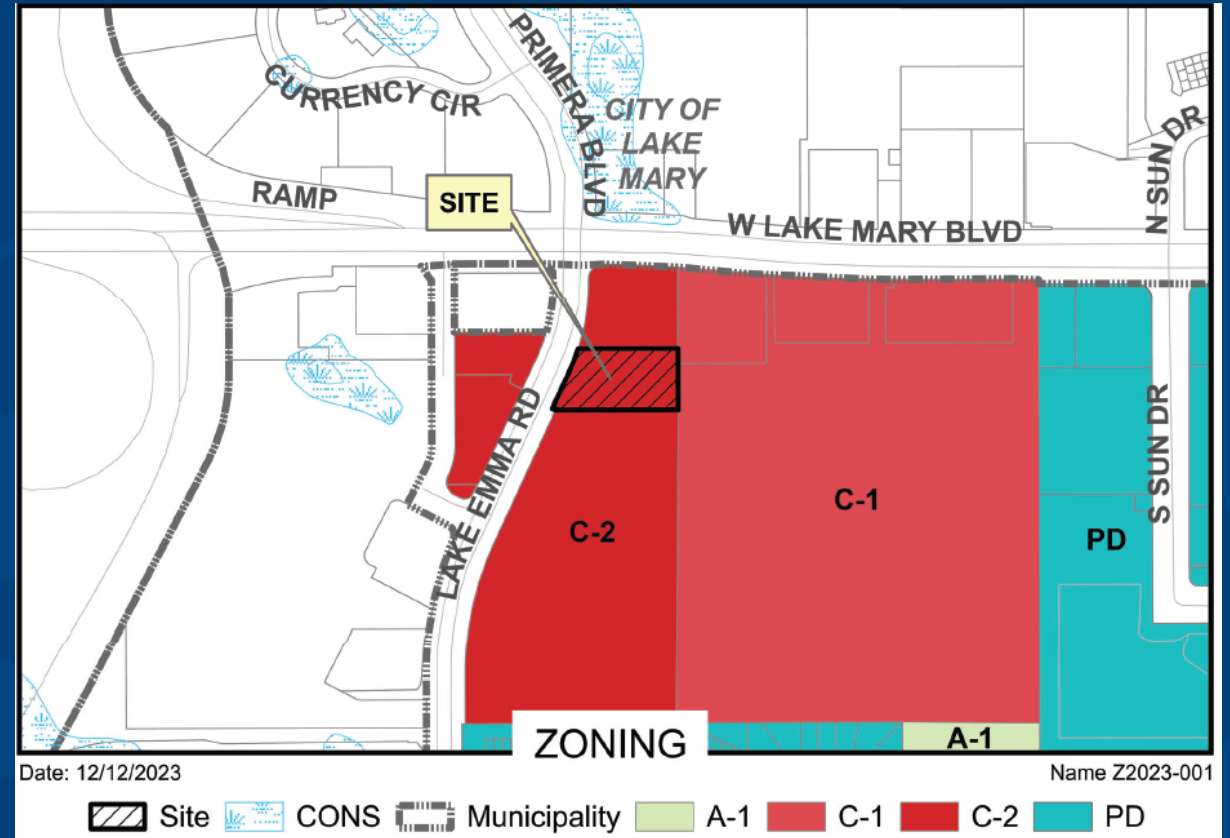 PRIMERA BLVD
CURRENCY CIR
CITY OF
LAKE
MARY
N SUN DR
RAMP
SITE
W LAKE MARY BLVD
LAKE EMMA RD
S SUN DR
C-1
C-2
PD
A-1
ZONING
Date: 12/12/2023
Name Z2023-001
Site CONS Municipality A-1 C-1 C-2 PD